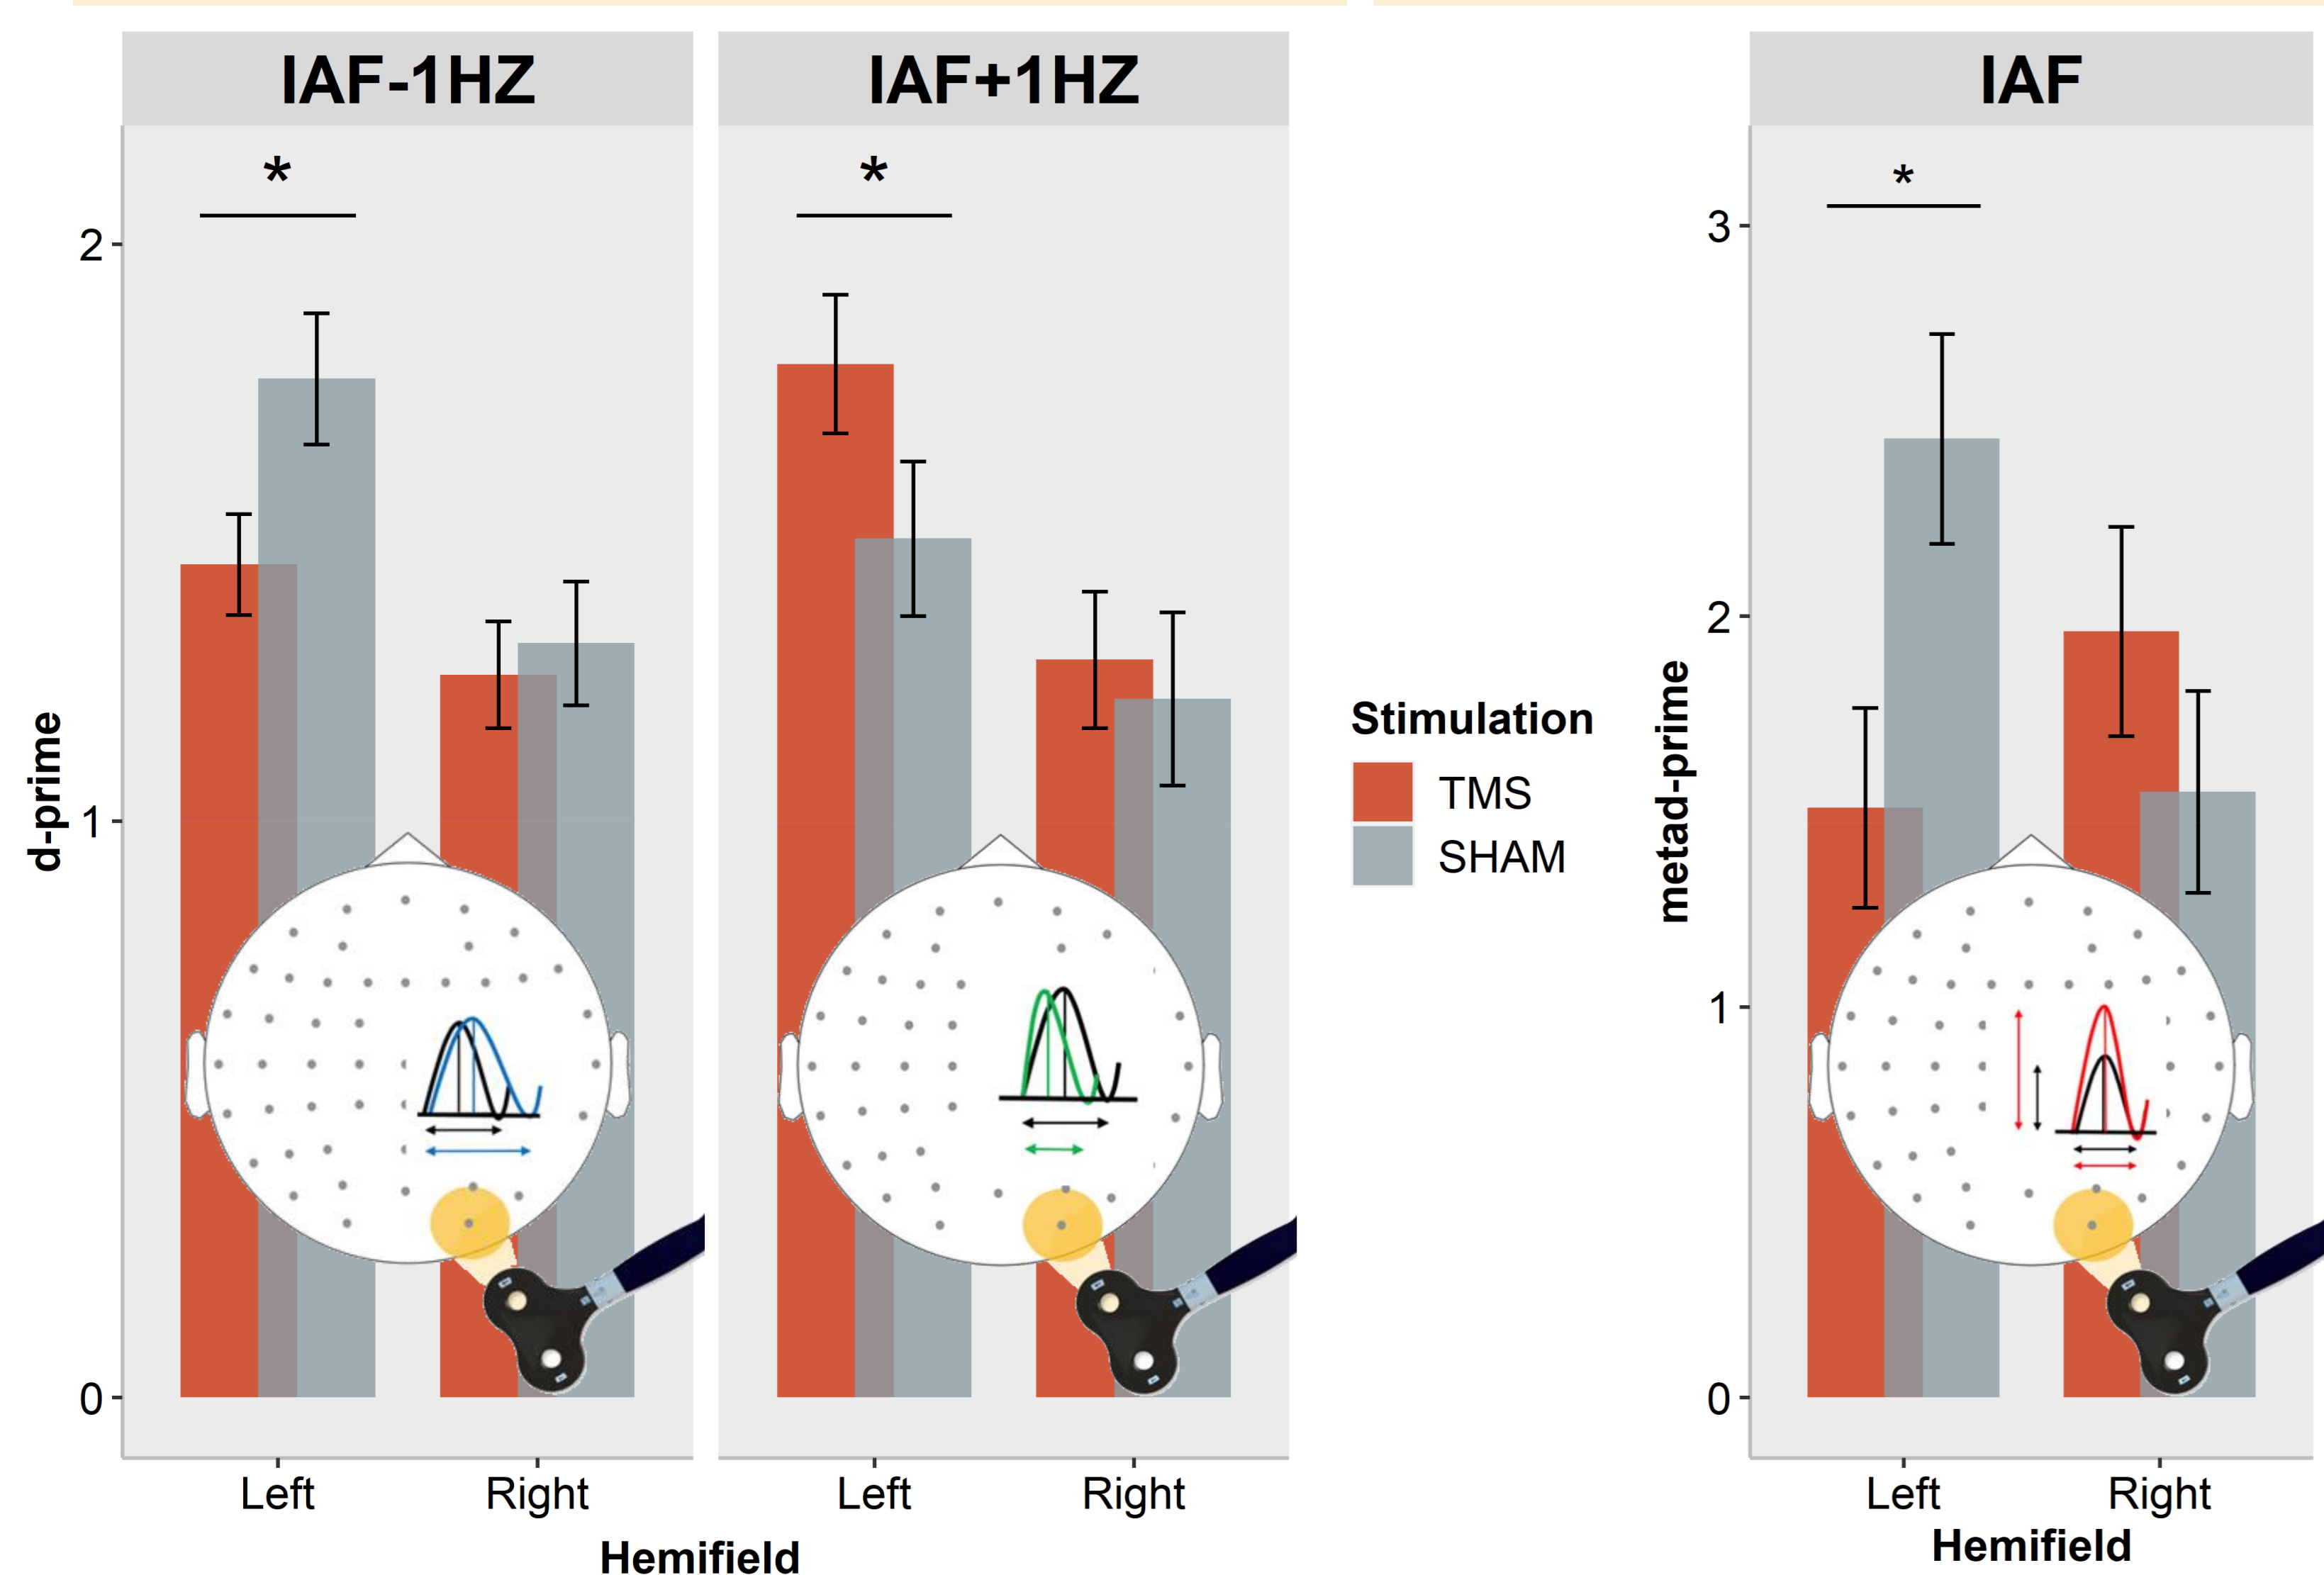 IAF-1HZ
IAF+1HZ
IAF
*
*
*
2
1
0
d-prime
Left
Right
Left
Right
Hemifield
Stimulation
TMS
SHAM
3
2
1
0
metad-prime
Left
Right
Hemifield